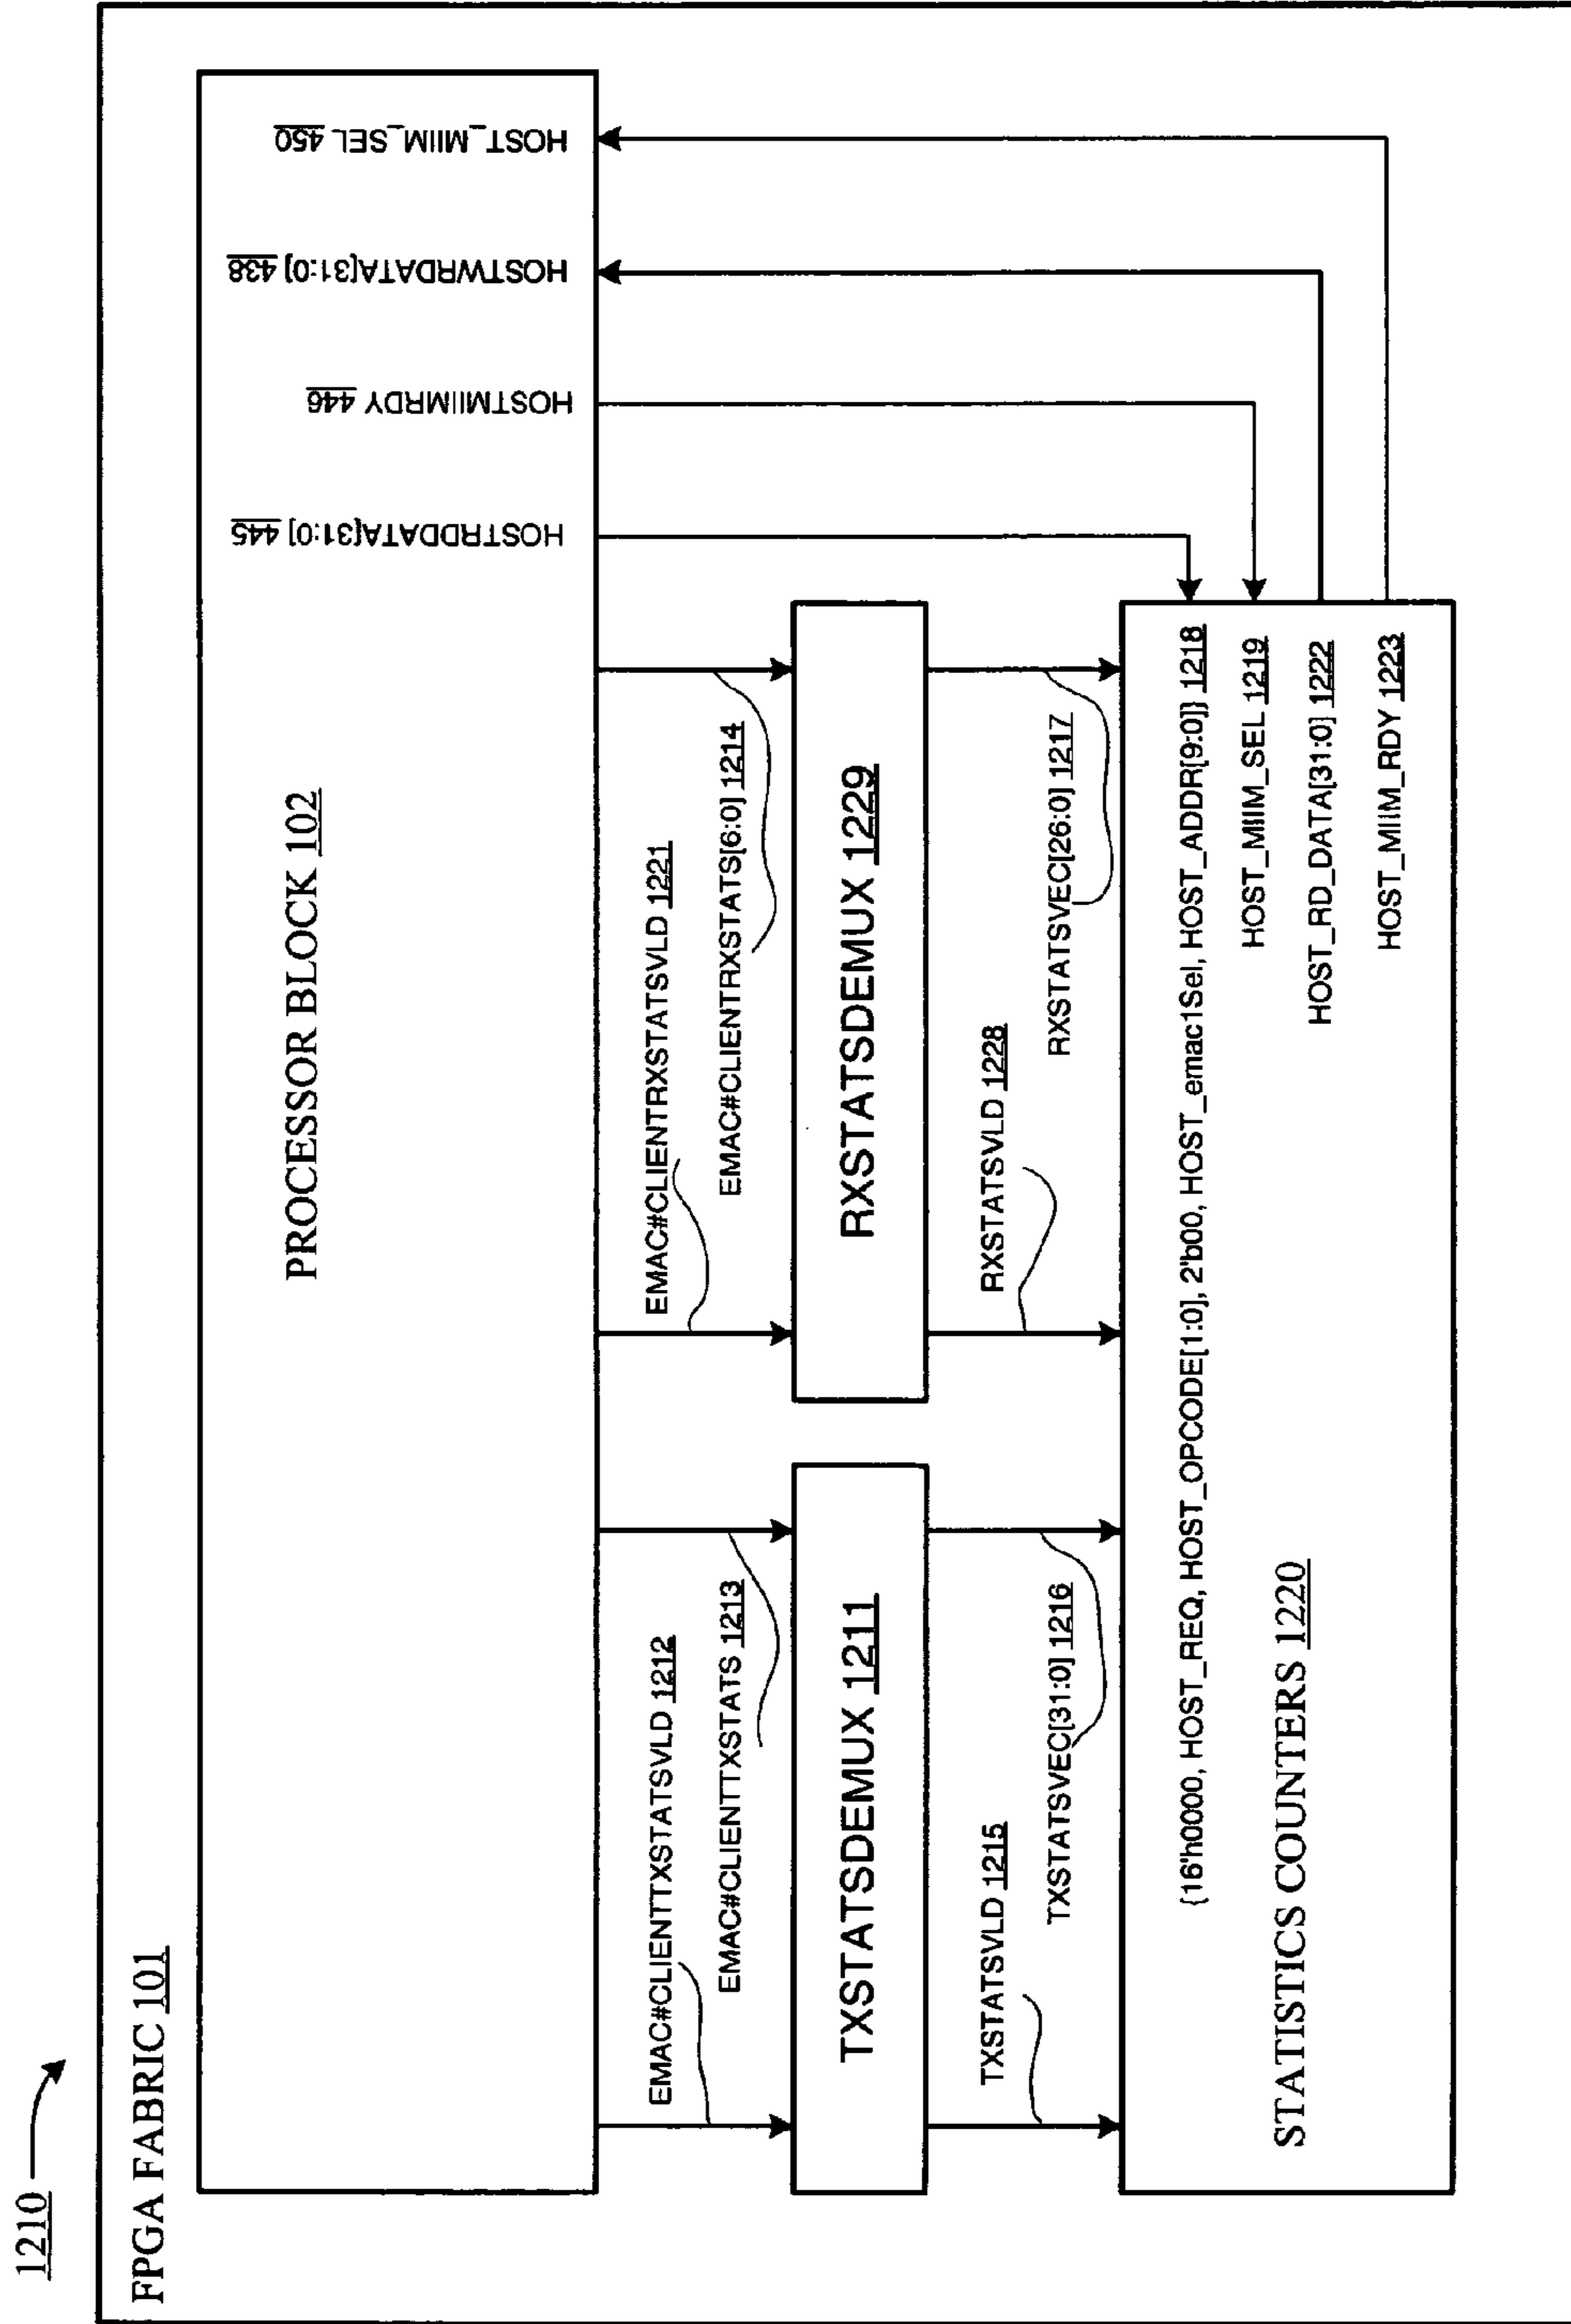 1210
FPGA FABRIC 101
PROCESSOR BLOCK 102
HOSTRDDATA[31:0] 445
HOSTMIIMRDY 446
HOSTWRDATA[31:0] 438
HOST_MIIM_SEL 450
EMAC#CLIENTTXSTATSVLD 1212
EMAC#CLIENTTXSTATS 1213
EMAC#CLIENTRXSTATSVLD 1221
EMAC#CLIENTRXSTATS[6:0] 1214
TXSTATSDEMUX 1211
RXSTATSDEMUX 1229
TXSTATSVLD 1215
TXSTATSVEC[31:0] 1216
RXSTATSVLD 1228
RXSTATSVEC[26:0] 1217
{16'h0000, HOST_REQ, HOST_OPCODE[1:0], 2'b00, HOST_emac1Sel, HOST_ADDR[9:0]} 1218
HOST_MIIM_SEL 1219
HOST_RD_DATA[31:0] 1222
HOST_MIIM_RDY 1223
STATISTICS COUNTERS 1220